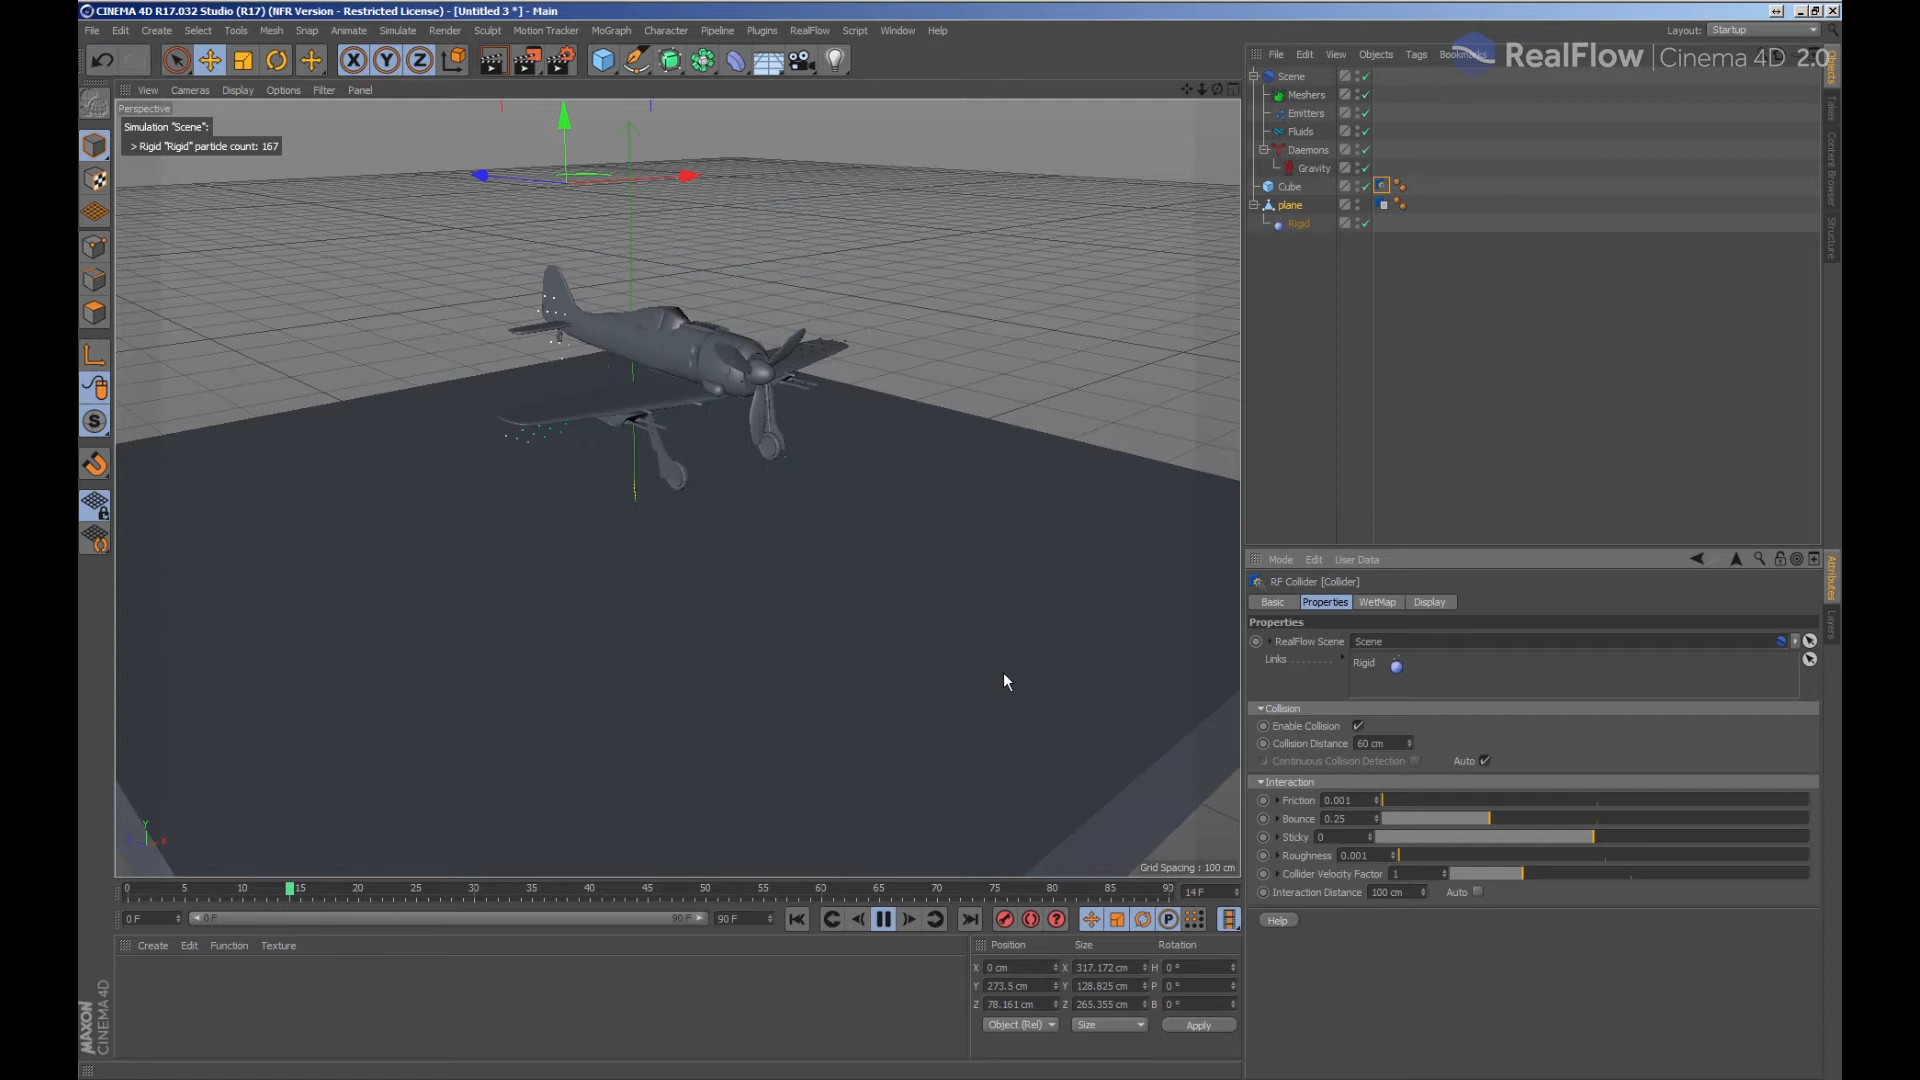 CINEMA 4D R17.032 Studio (R17) (NFR Version - Restricted License) - [Untitled 3 *] - Main
File Edit Create Select Tools Mesh Snap Animate Simulate Render Sculpt Motion Tracker MoGraph Character Pipeline Plugins RealFlow Script Window Help
Layout: Startup
RealFlow | Cinema 4D 2.0
File Edit View Objects Tags Bookmarks
View Cameras Display Options Filter Panel
Perspective
Simulation "Scene":
> Rigid "Rigid" particle count: 167
Scene
Meshers
Emitters
Fluids
Daemons
Gravity
Cube
plane
Rigid
Objects
Takes
Content Browser
Structure
Mode Edit User Data
RF Collider [Collider]
Basic Properties WetMap Display
Properties
RealFlow Scene Scene
Links Rigid
Collision
Enable Collision
Collision Distance 60 cm
Continuous Collision Detection Auto
Interaction
Friction 0.001
Bounce 0.25
Sticky 0
Roughness 0.001
Collider Velocity Factor 1
Interaction Distance 100 cm Auto
Help
Attributes
Layers
Y
X
Grid Spacing : 100 cm
0 5 10 15 20 25 30 35 40 45 50 55 60 65 70 75 80 85 90
14 F
0 F 0 F 90 F 90 F
Create Edit Function Texture
Position Size Rotation
X 0 cm X 317.172 cm H 0 °
Y 273.5 cm Y 128.825 cm P 0 °
Z 78.161 cm Z 265.355 cm B 0 °
Object (Rel) Size Apply
MAXON
CINEMA 4D